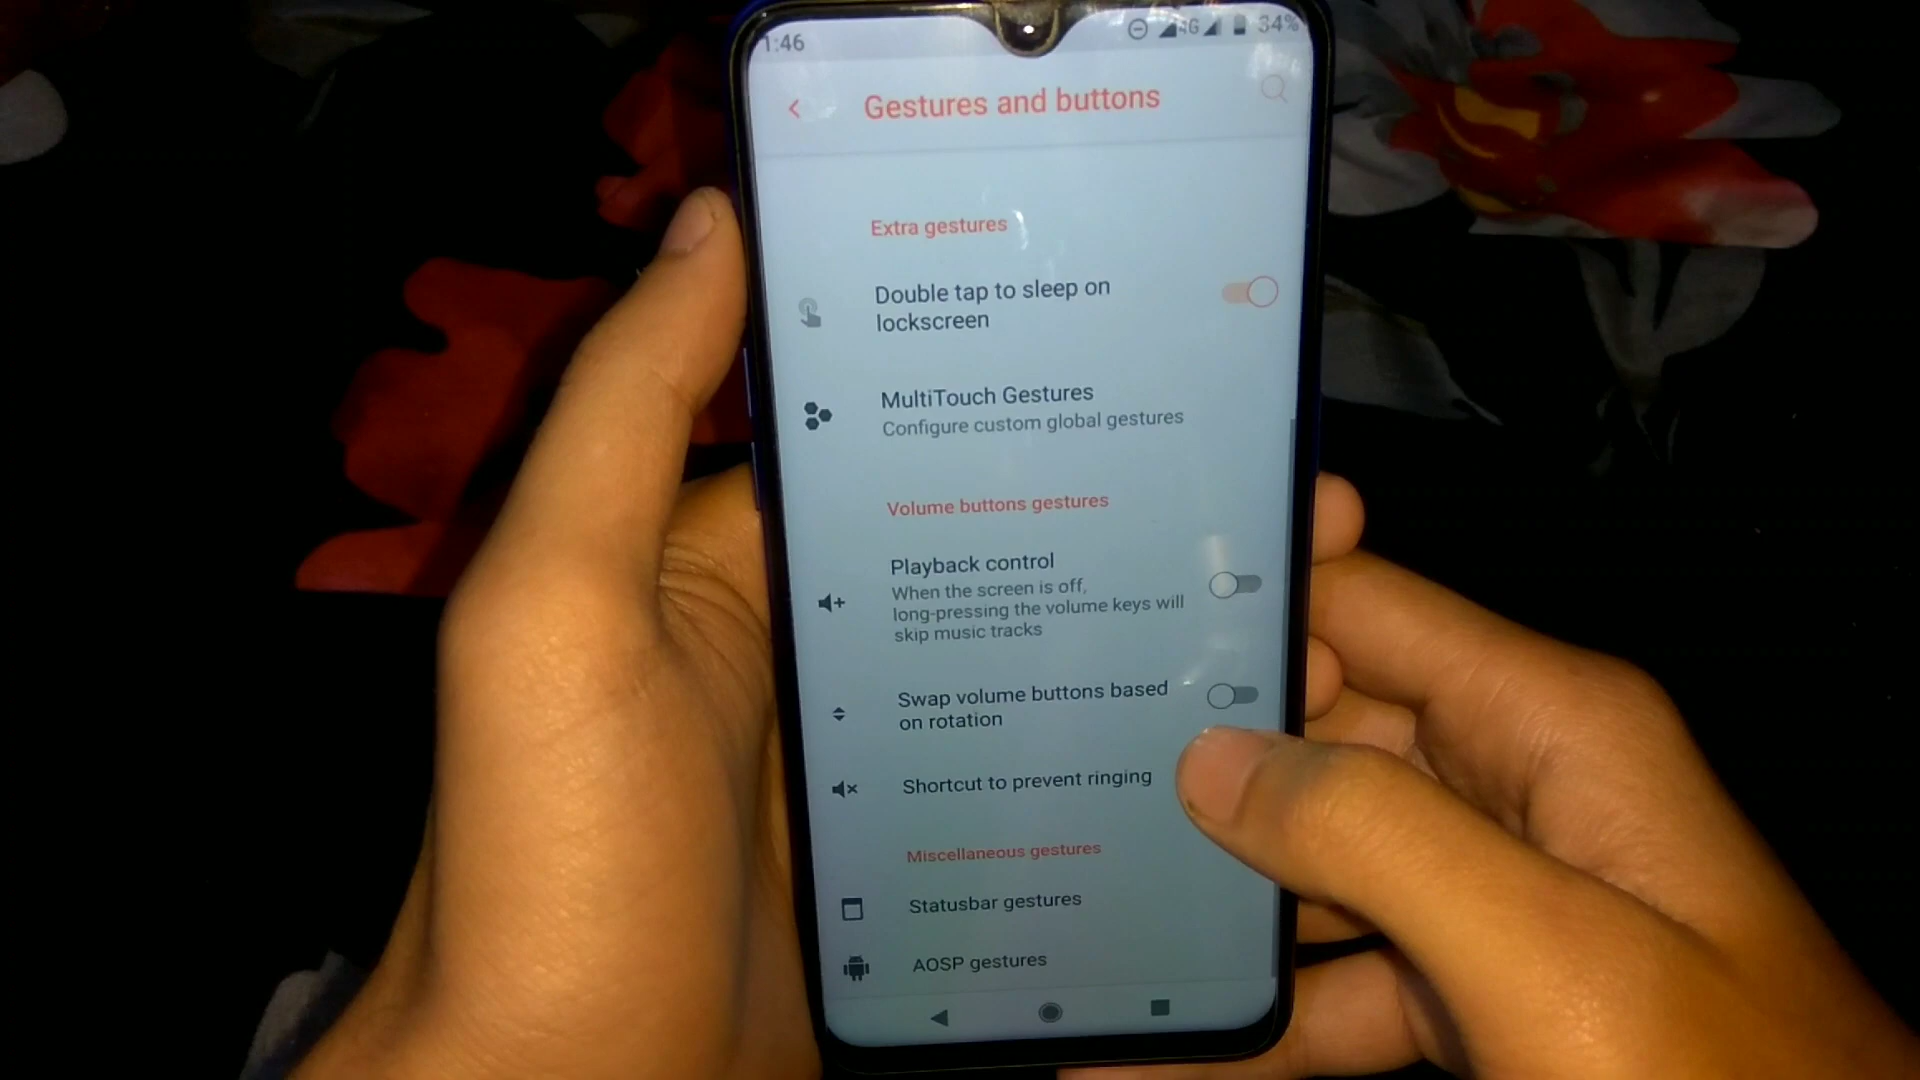 1:46
4G 34%
Gestures and buttons
Extra gestures
Double tap to sleep on
lockscreen
MultiTouch Gestures
Configure custom global gestures
Volume buttons gestures
Playback control
When the screen is off,
long-pressing the volume keys will
skip music tracks
Swap volume buttons based
on rotation
Shortcut to prevent ringing
Miscellaneous gestures
Statusbar gestures
AOSP gestures